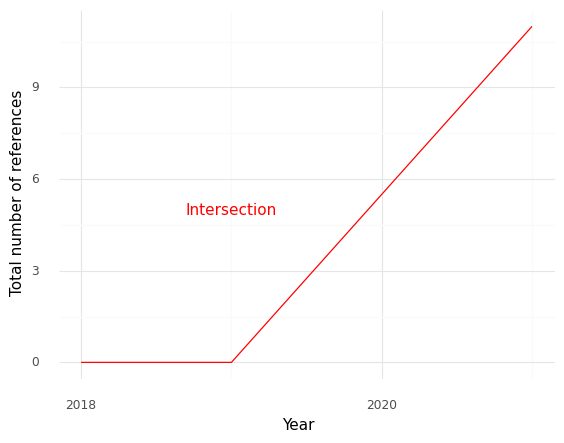 Total number of references
9
6
3
0
Intersection
2018
2020
Year